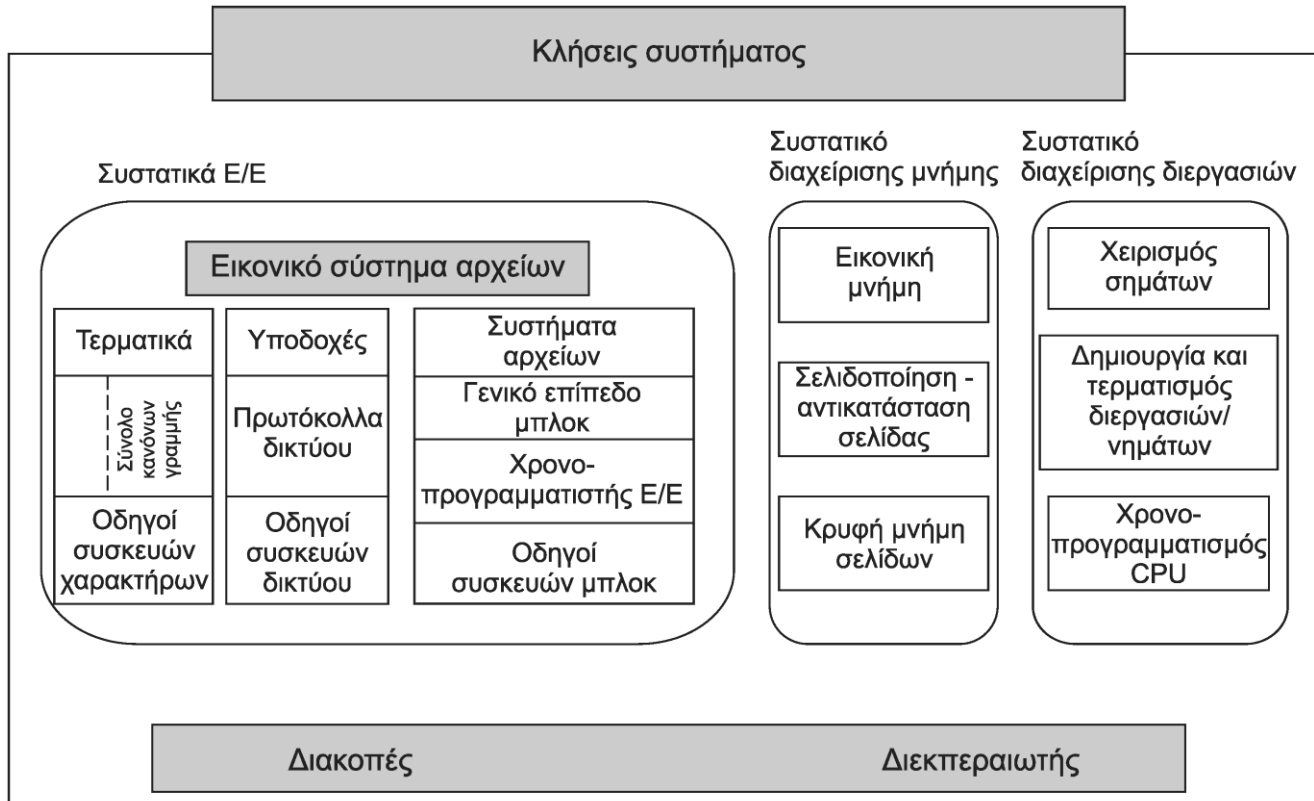 Κλήσεις συστήματος
Συστατικά Ε/Ε
Συστατικό
διαχείρισης μνήμης
Συστατικό
διαχείρισης διεργασιών
Εικονικό σύστημα αρχείων
Τερματικά
Σύνολο
κανόνων
γραμμής
Οδηγοί
συσκευών
χαρακτήρων
Υποδοχές
Πρωτόκολλα
δικτύου
Οδηγοί
συσκευών
δικτύου
Συστήματα
αρχείων
Γενικό επίπεδο
μπλοκ
Χρονο-
προγραμματιστής Ε/Ε
Οδηγοί
συσκευών μπλοκ
Εικονική
μνήμη
Σελιδοποίηση -
αντικατάσταση
σελίδας
Κρυφή μνήμη
σελίδων
Χειρισμός
σημάτων
Δημιουργία και
τερματισμός
διεργασιών/
νημάτων
Χρονο-
προγραμματισμός
CPU
Διακοπές
Διεκπεραιωτής